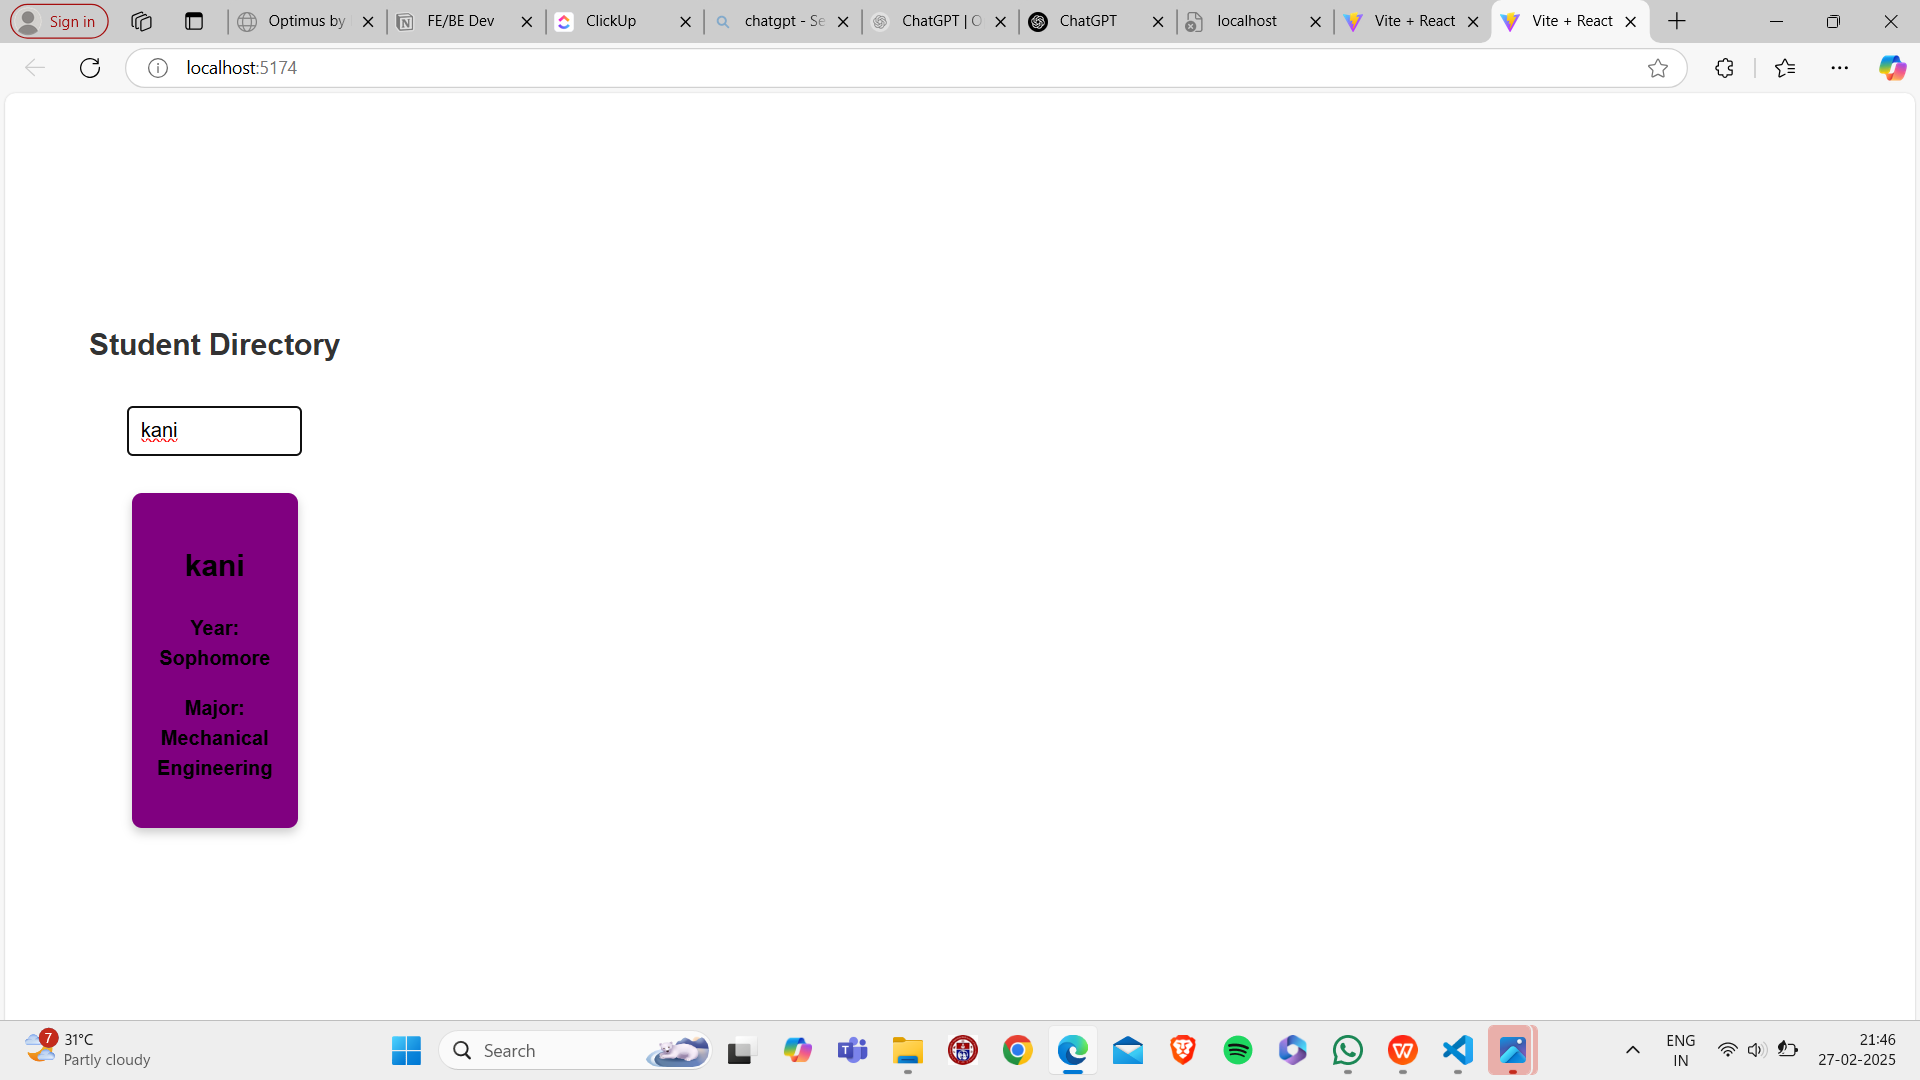 Sign in
Optimus by
FE/BE Dev
ClickUp
chatgpt - Se
ChatGPT | O
ChatGPT
localhost
Vite + React
Vite + React
localhost:5174
Student Directory
kani
kani
Year:
Sophomore
Major:
Mechanical
Engineering
7
31°C
Partly cloudy
Search
ENG
IN
21:46
27-02-2025